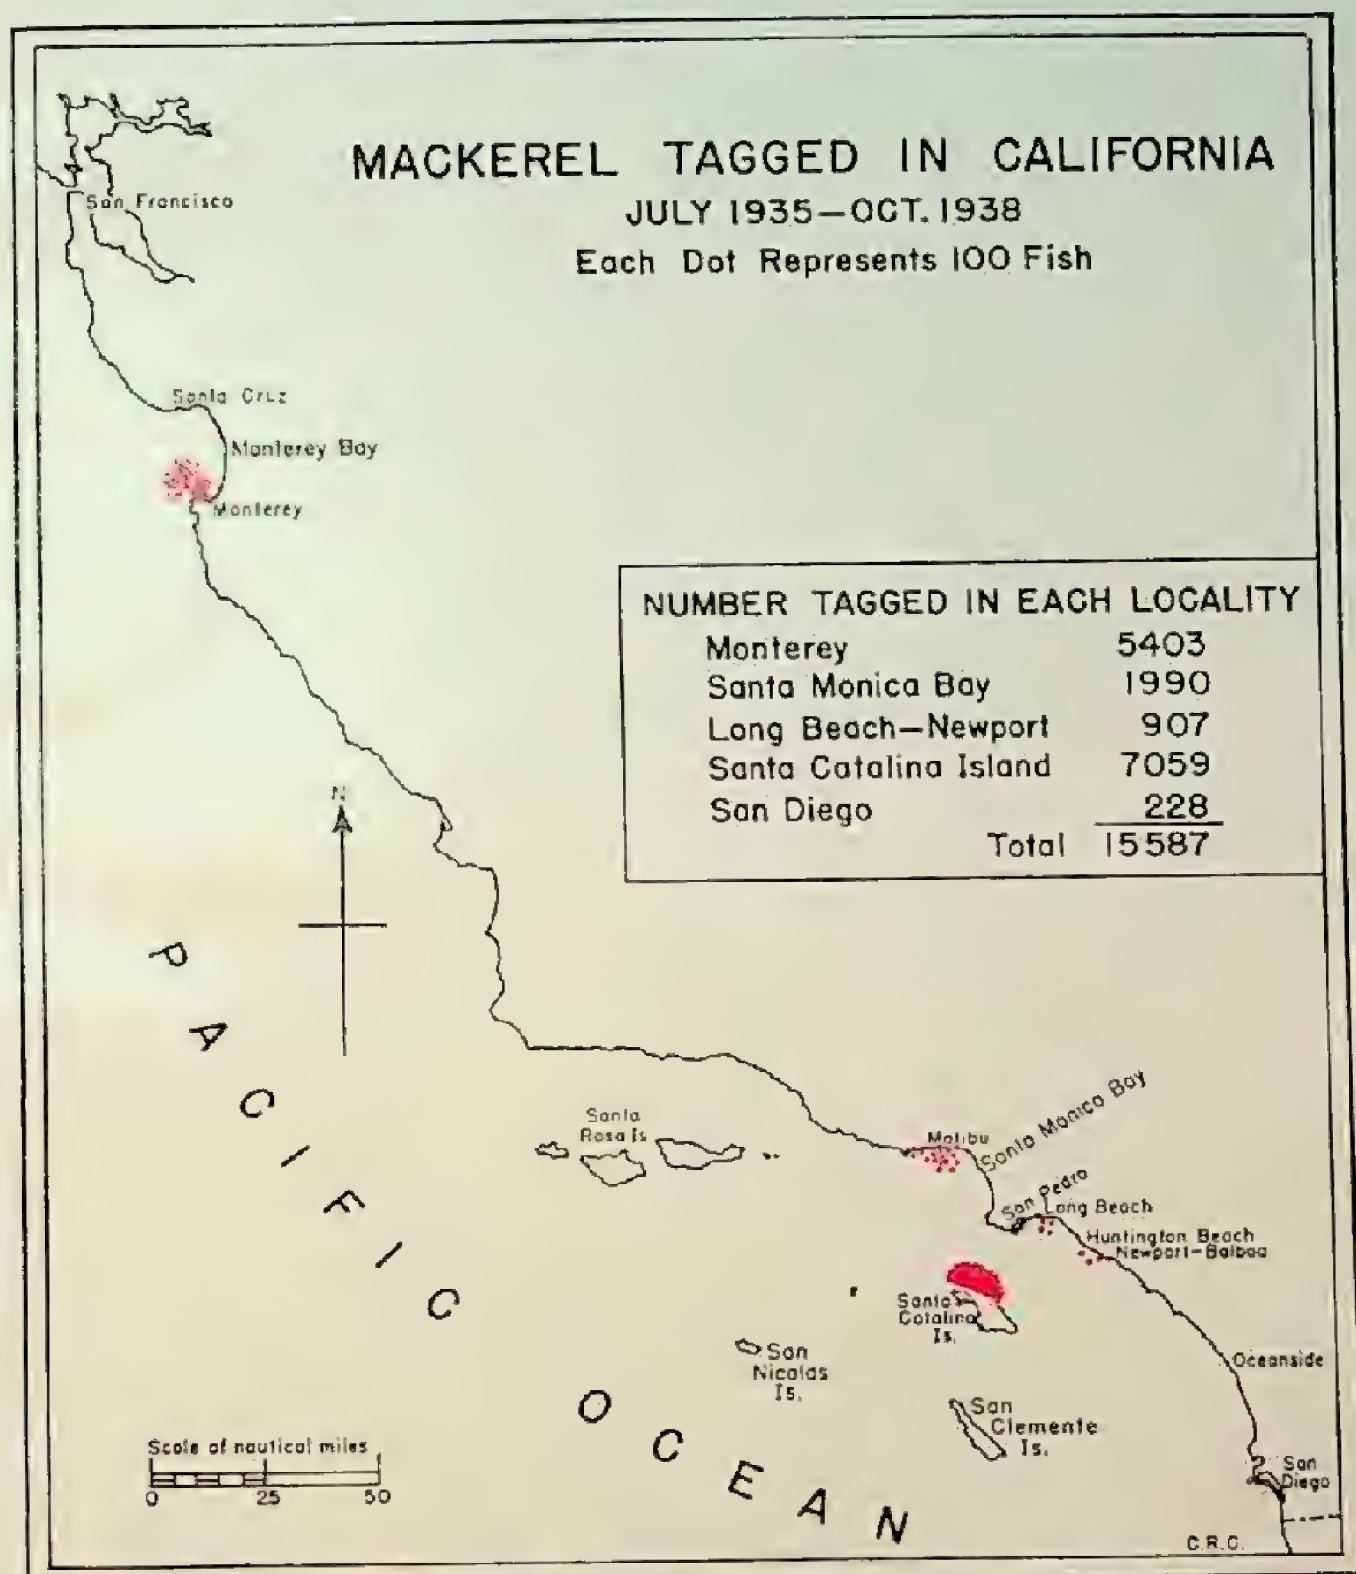 MACKEREL TAGGED IN CALIFORNIA
JULY 1935—OCT. 1938
Each Dot Represents 100 Fish
San Francisco
Santa Cruz
Monterey Bay
Monterey
NUMBER TAGGED IN EACH LOCALITY
Monterey 5403
Santa Monica Bay 1990
Long Beach—Newport 907
Santa Catalina Island 7059
San Diego 228
Total 15587
N
PACIFIC OCEAN
Santa
Rosa Is.
Malibu
Santa Monica Bay
San Pedro
Long Beach
Huntington Beach
Newport-Balboa
Santa
Catalina
Is.
San
Nicolas
Is.
Oceanside
San
Clemente
Is.
San
Diego
Scale of nautical miles
0 25 50
C.R.C.